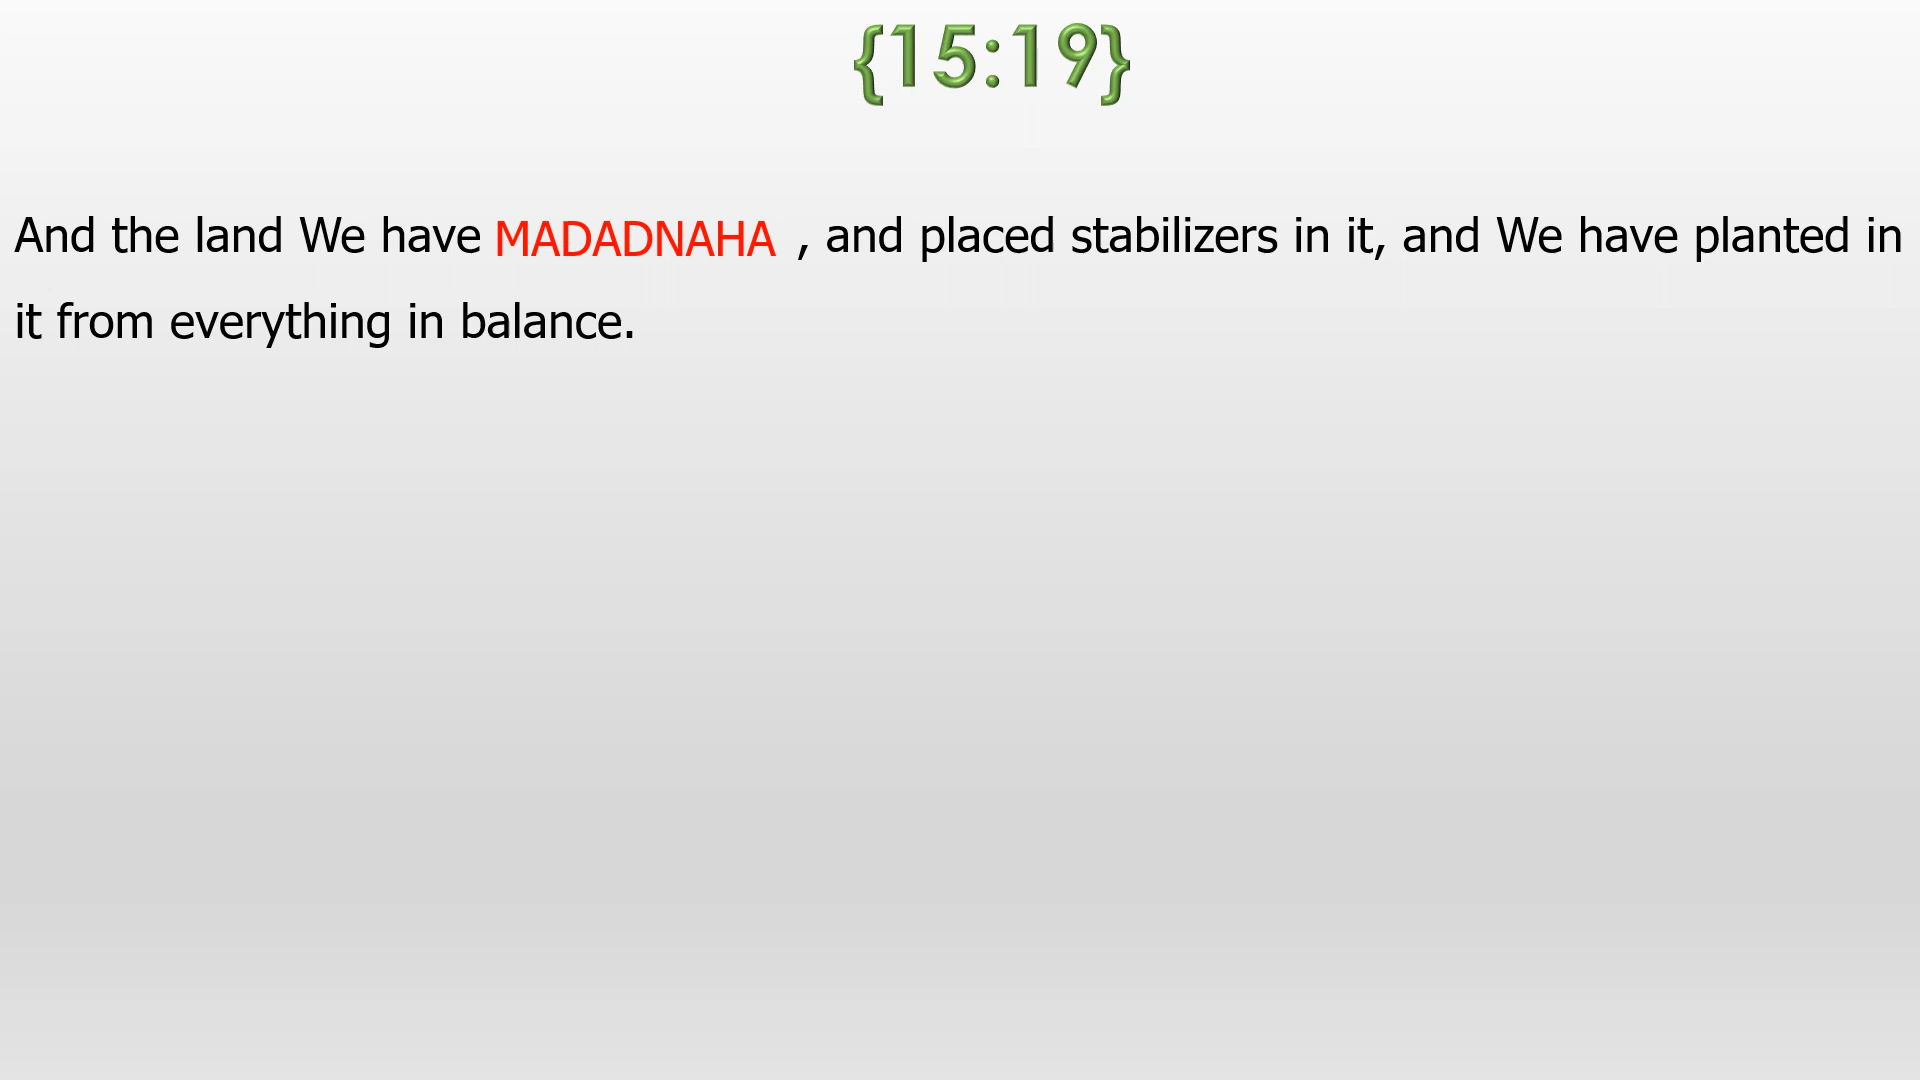 {15:19}
And the land We have MADADNAHA , and placed stabilizers in it, and We have planted in
it from everything in balance.